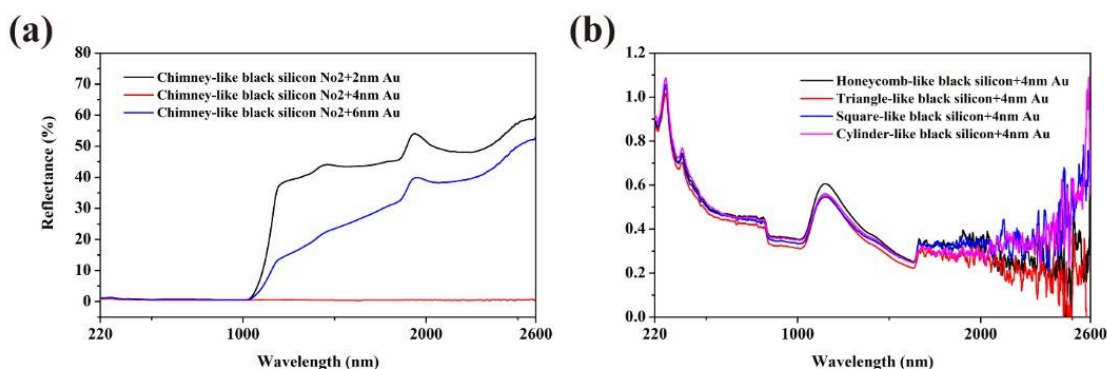 (a)
80
70
60
50
40
30
20
10
0
Reflectance (%)
Chimney-like black silicon No2+2nm Au
Chimney-like black silicon No2+4nm Au
Chimney-like black silicon No2+6nm Au
220 1000 2000 2600
Wavelength (nm)
(b)
1.2
1.0
0.8
0.6
0.4
0.2
0.0
Honeycomb-like black silicon+4nm Au
Triangle-like black silicon+4nm Au
Square-like black silicon+4nm Au
Cylinder-like black silicon+4nm Au
220 1000 2000 2600
Wavelength (nm)